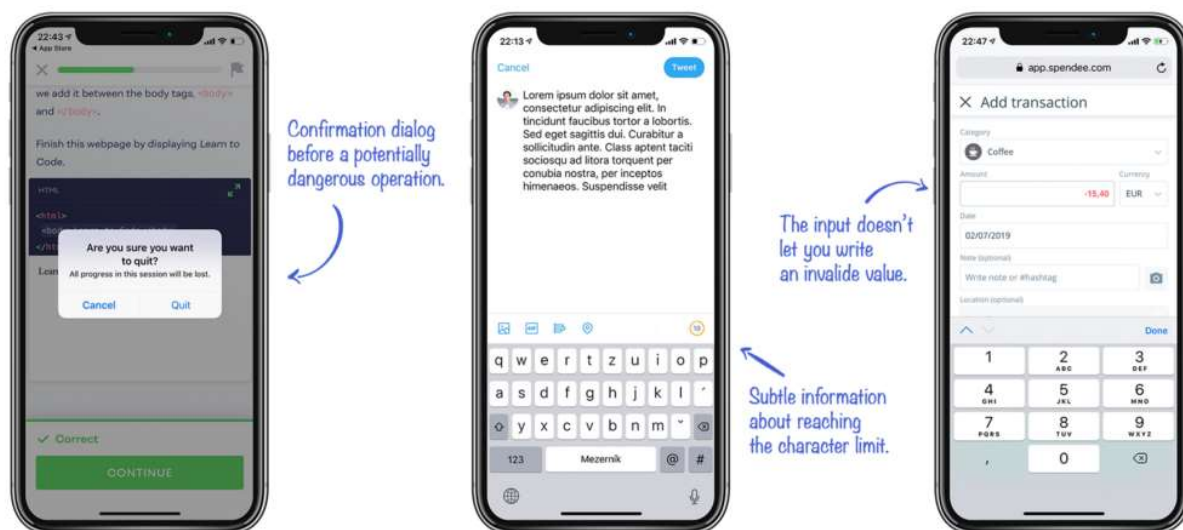 22:43
App Store
we add it between the body tags, <body>
and </body>.
Finish this webpage by displaying Learn to
Code.
HTML
<html>
Are you sure you want
to quit?
All progress in this session will be lost.
Cancel
Quit
Correct
CONTINUE
Confirmation dialog
before a potentially
dangerous operation.
22:13
Cancel
Tweet
Lorem ipsum dolor sit amet,
consectetur adipiscing elit. In
tincidunt faucibus tortor a lobortis.
Sed eget sagittis dui. Curabitur a
sollicitudin ante. Class aptent taciti
sociosqu ad litora torquent per
conubia nostra, per inceptos
himenaeos. Suspendisse velit
GIF
10
q w e r t z u i o p
a s d f g h j k l ´
y x c v b n m ˇ
123 Mezerník @ #
Subtle information
about reaching
the character limit.
The input doesn't
let you write
an invalide value.
22:47
app.spendee.com
Add transaction
Category
Coffee
Amount Currency
-15,40 EUR
Date
02/07/2019
Note (optional)
Write note or #hashtag
Location (optional)
Done
1 2 3
ABC DEF
4 5 6
GHI JKL MNO
7 8 9
PQRS TUV WXYZ
, 0